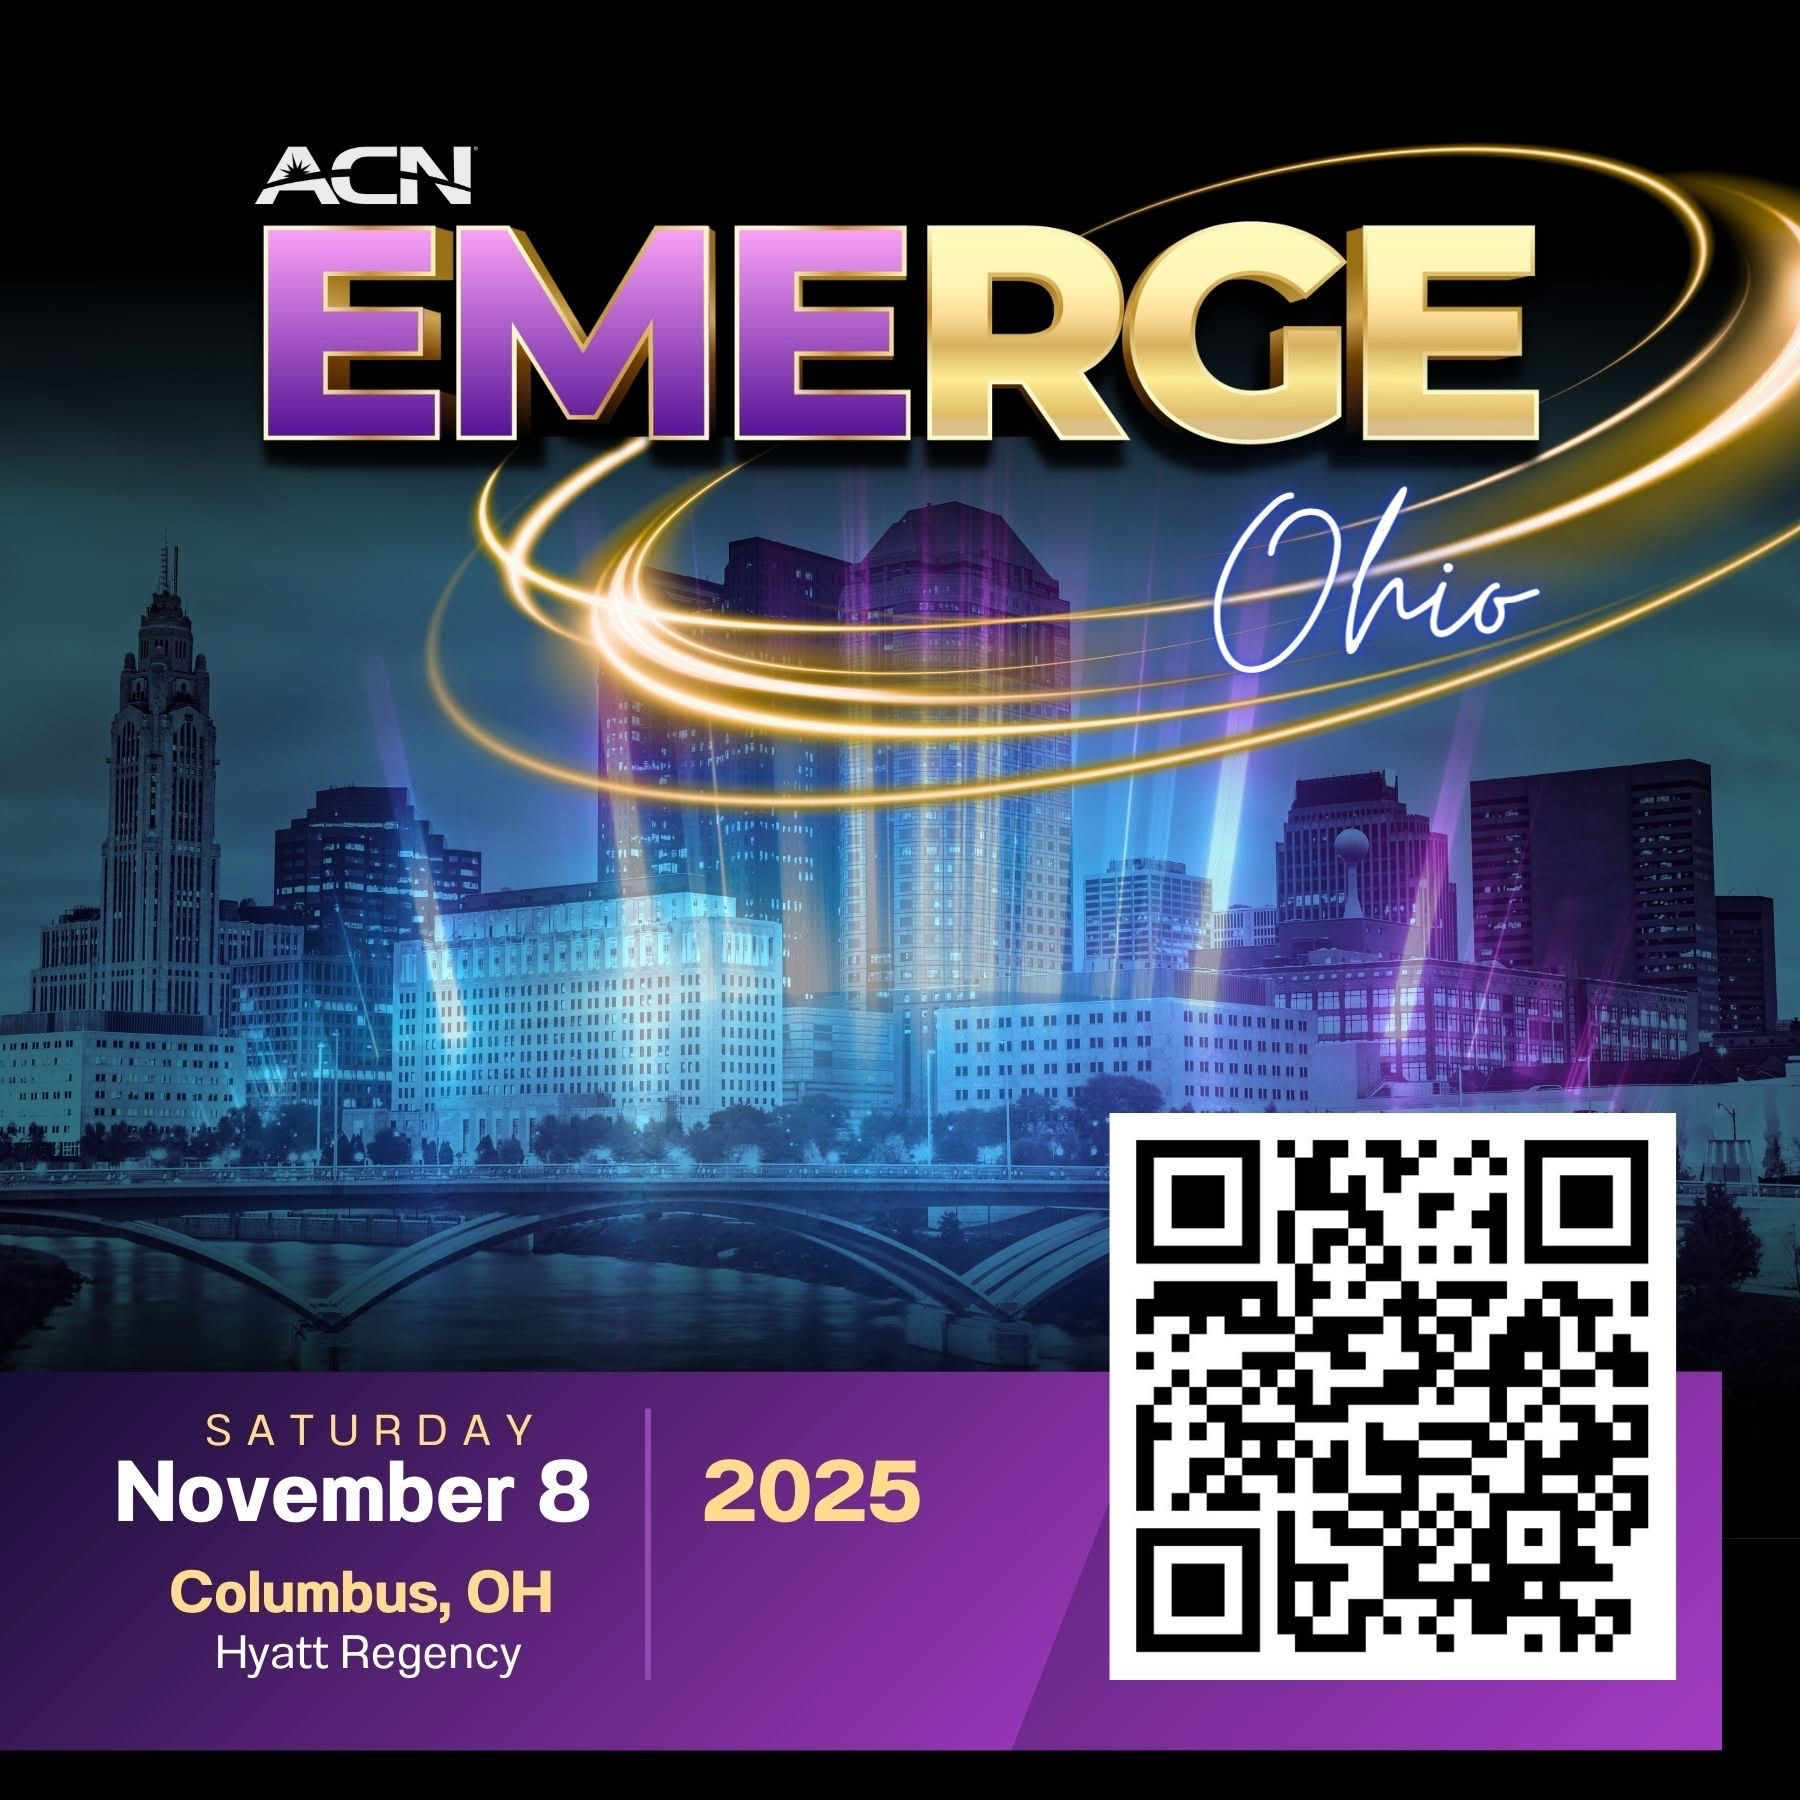 ACN
EMERGE
Ohio
SATURDAY
November 8
2025
Columbus, OH
Hyatt Regency